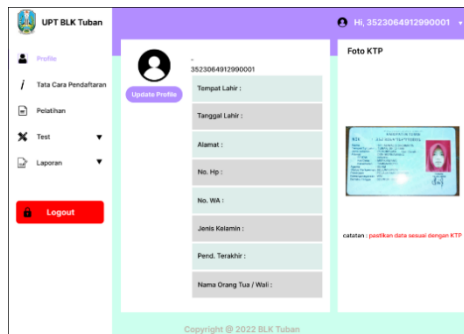 UPT BLK Tuban
Hi, 3523064912990001
Profile
Tata Cara Pendaftaran
Pelatihan
Test
Laporan
Logout
Update Profile
-
3523064912990001
Tempat Lahir :
Tanggal Lahir :
Alamat :
No. Hp :
No. WA :
Jenis Kelamin :
Pend. Terakhir :
Nama Orang Tua / Wali :
Foto KTP
catatan : pastikan data sesuai dengan KTP
Copyright @ 2022 BLK Tuban